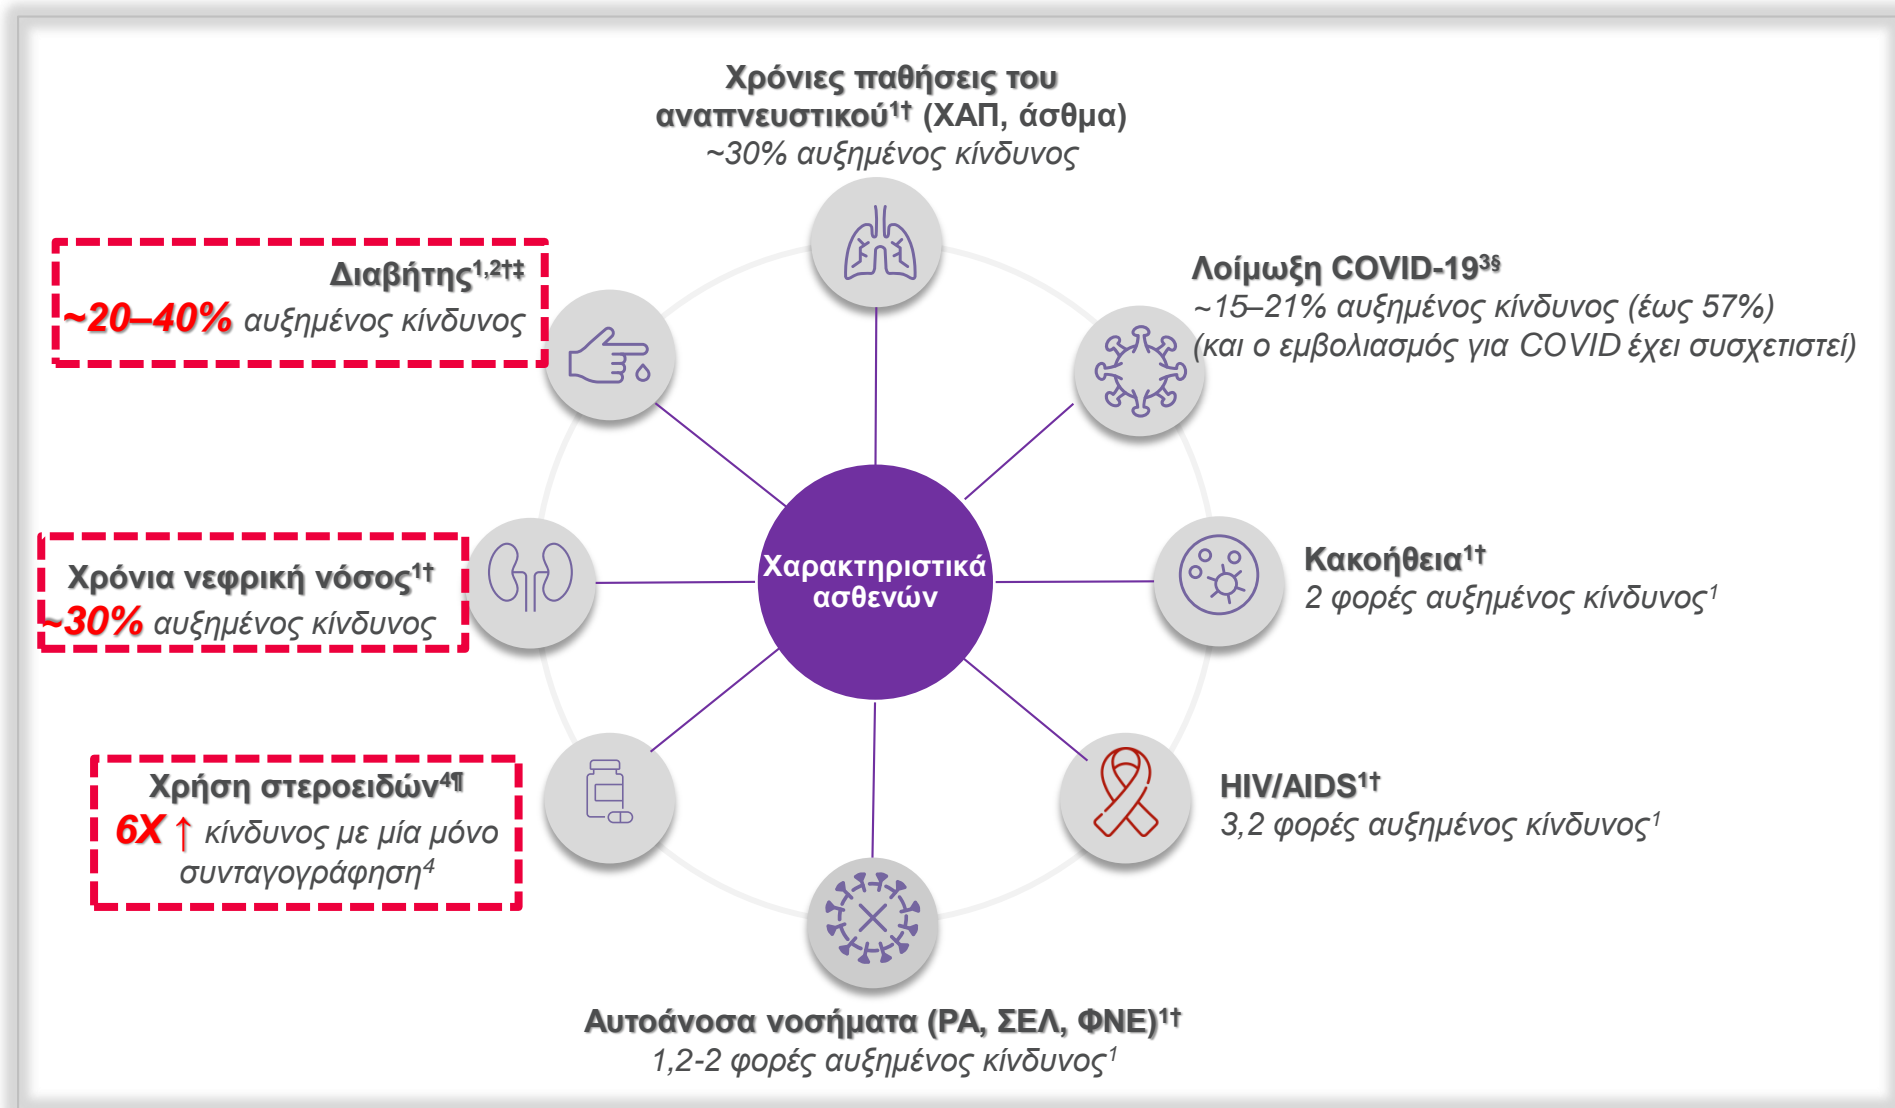 Χρόνιες παθήσεις του
αναπνευστικού¹† (ΧΑΠ, άσθμα)
~30% αυξημένος κίνδυνος
Διαβήτης¹,²†‡
~20–40% αυξημένος κίνδυνος
Λοίμωξη COVID-19³§
~15–21% αυξημένος κίνδυνος (έως 57%)
(και ο εμβολιασμός για COVID έχει συσχετιστεί)
Χρόνια νεφρική νόσος¹†
~30% αυξημένος κίνδυνος
Χαρακτηριστικά
ασθενών
Κακοήθεια¹†
2 φορές αυξημένος κίνδυνος¹
Χρήση στεροειδών⁴¶
6X ↑ κίνδυνος με μία μόνο
συνταγογράφηση⁴
HIV/AIDS¹†
3,2 φορές αυξημένος κίνδυνος¹
Αυτοάνοσα νοσήματα (ΡΑ, ΣΕΛ, ΦΝΕ)¹†
1,2-2 φορές αυξημένος κίνδυνος¹